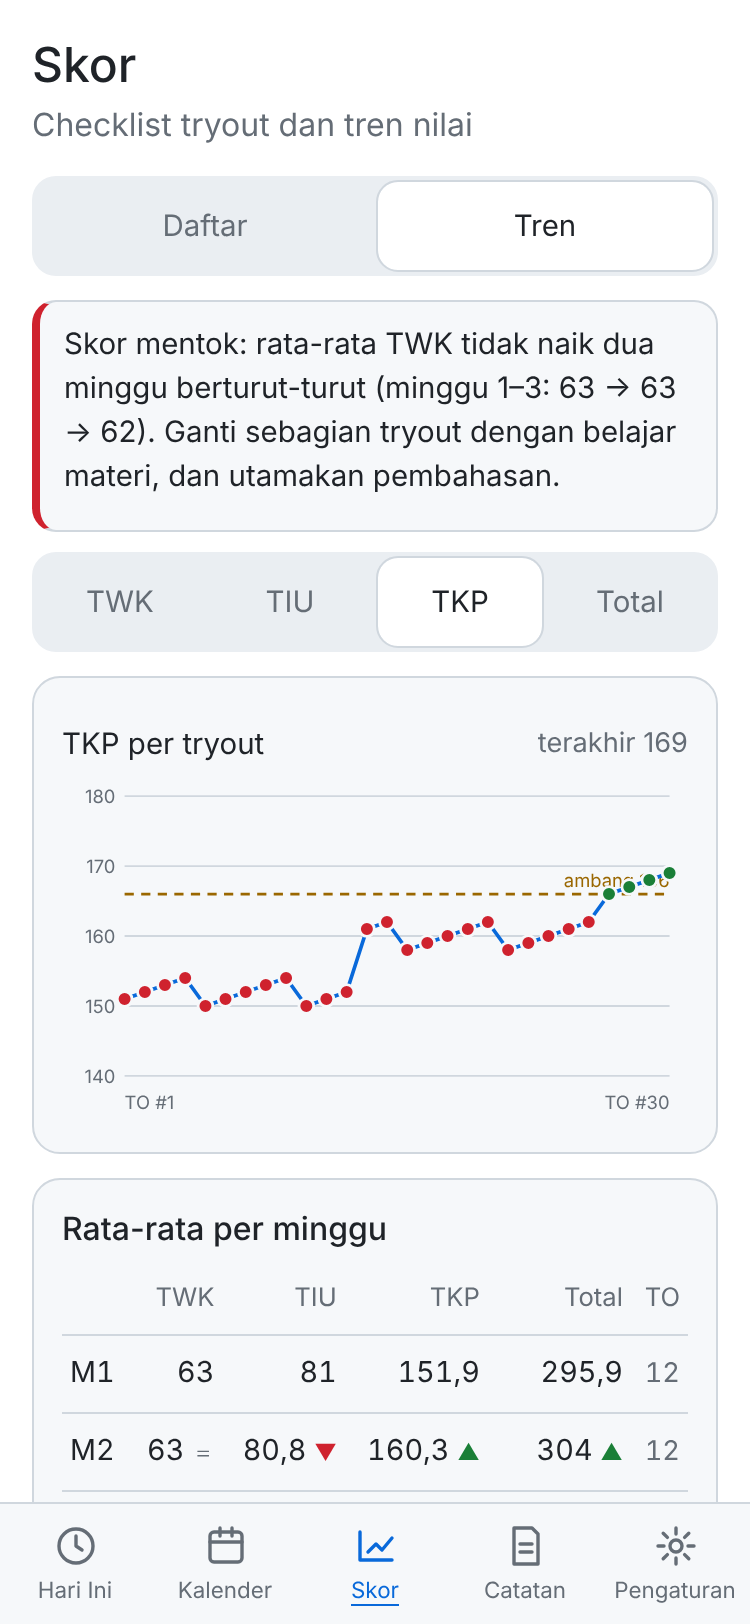 Skor
Checklist tryout dan tren nilai
Daftar Tren
Skor mentok: rata-rata TWK tidak naik dua
minggu berturut-turut (minggu 1–3: 63 → 63
→ 62). Ganti sebagian tryout dengan belajar
materi, dan utamakan pembahasan.
TWK TIU TKP Total
TKP per tryout terakhir 169
180
170
160
150
140
TO #1 TO #30
Rata-rata per minggu
TWK TIU TKP Total TO
M1 63 81 151,9 295,9 12
M2 63 = 80,8 ▼ 160,3 ▲ 304 ▲ 12
Hari Ini Kalender Skor Catatan Pengaturan